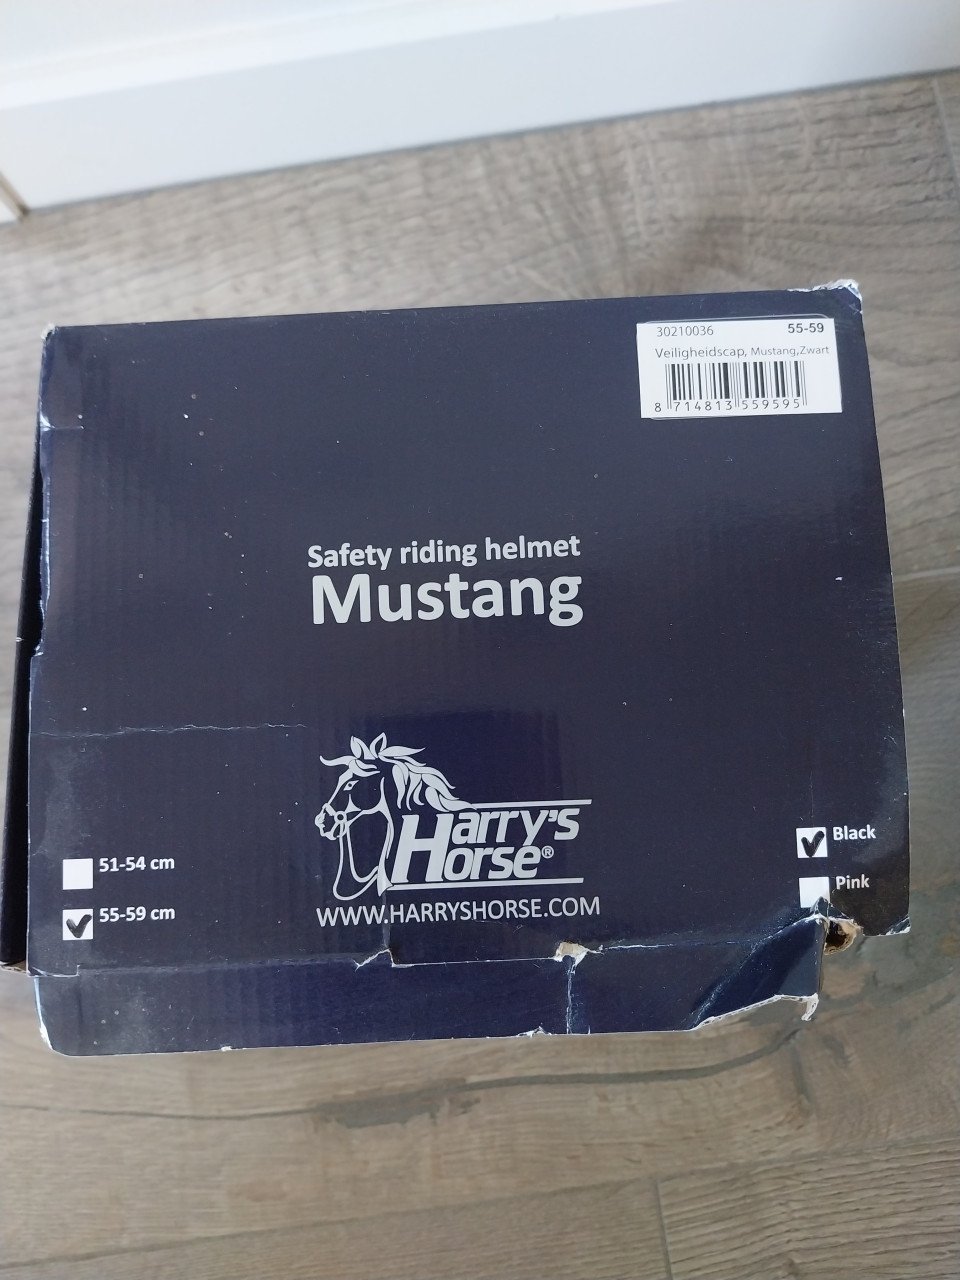 30210036 55-59
Veiligheidscap, Mustang,Zwart
8 714813 559595
Safety riding helmet
Mustang
Harry's
Horse®
WWW.HARRYSHORSE.COM
51-54 cm
55-59 cm
Black
Pink